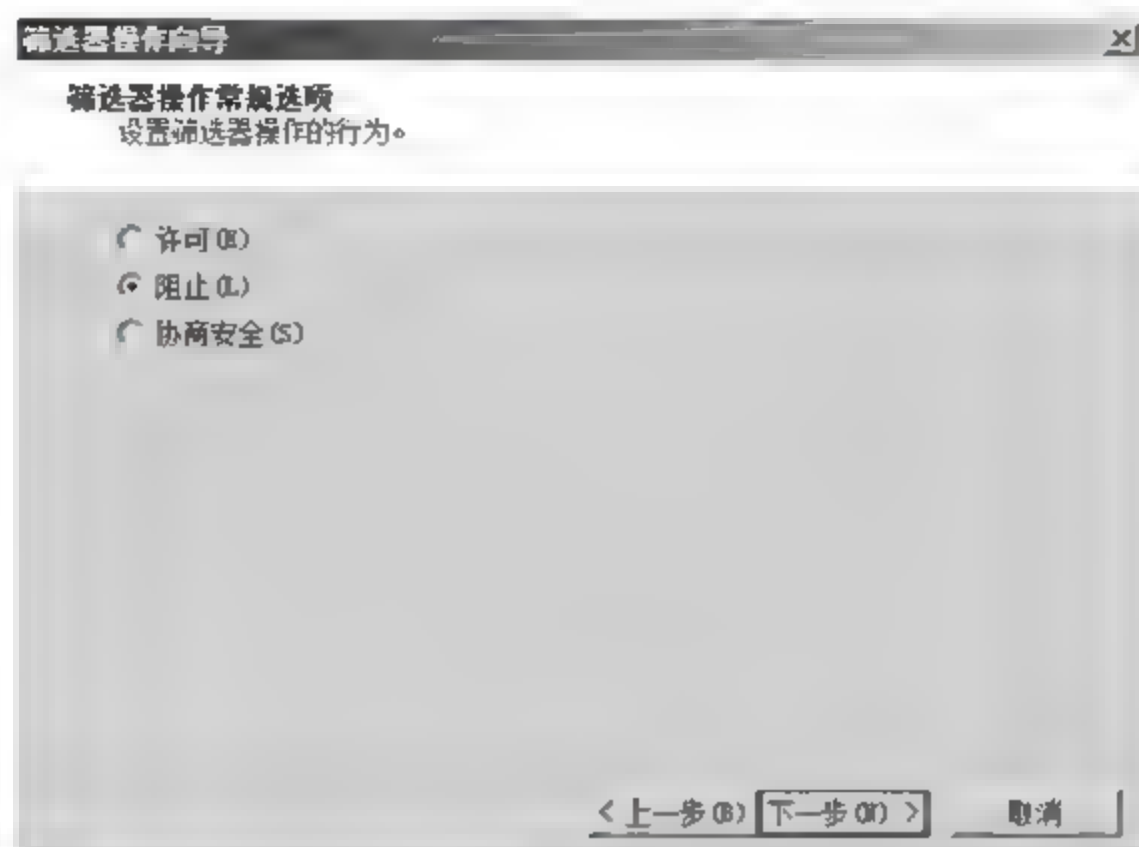 筛选器操作向导
筛选器操作常规选项
设置筛选器操作的行为。
许可
阻止(L)
协商安全(S)
< 上一步(B) 下一步(N) > 取消